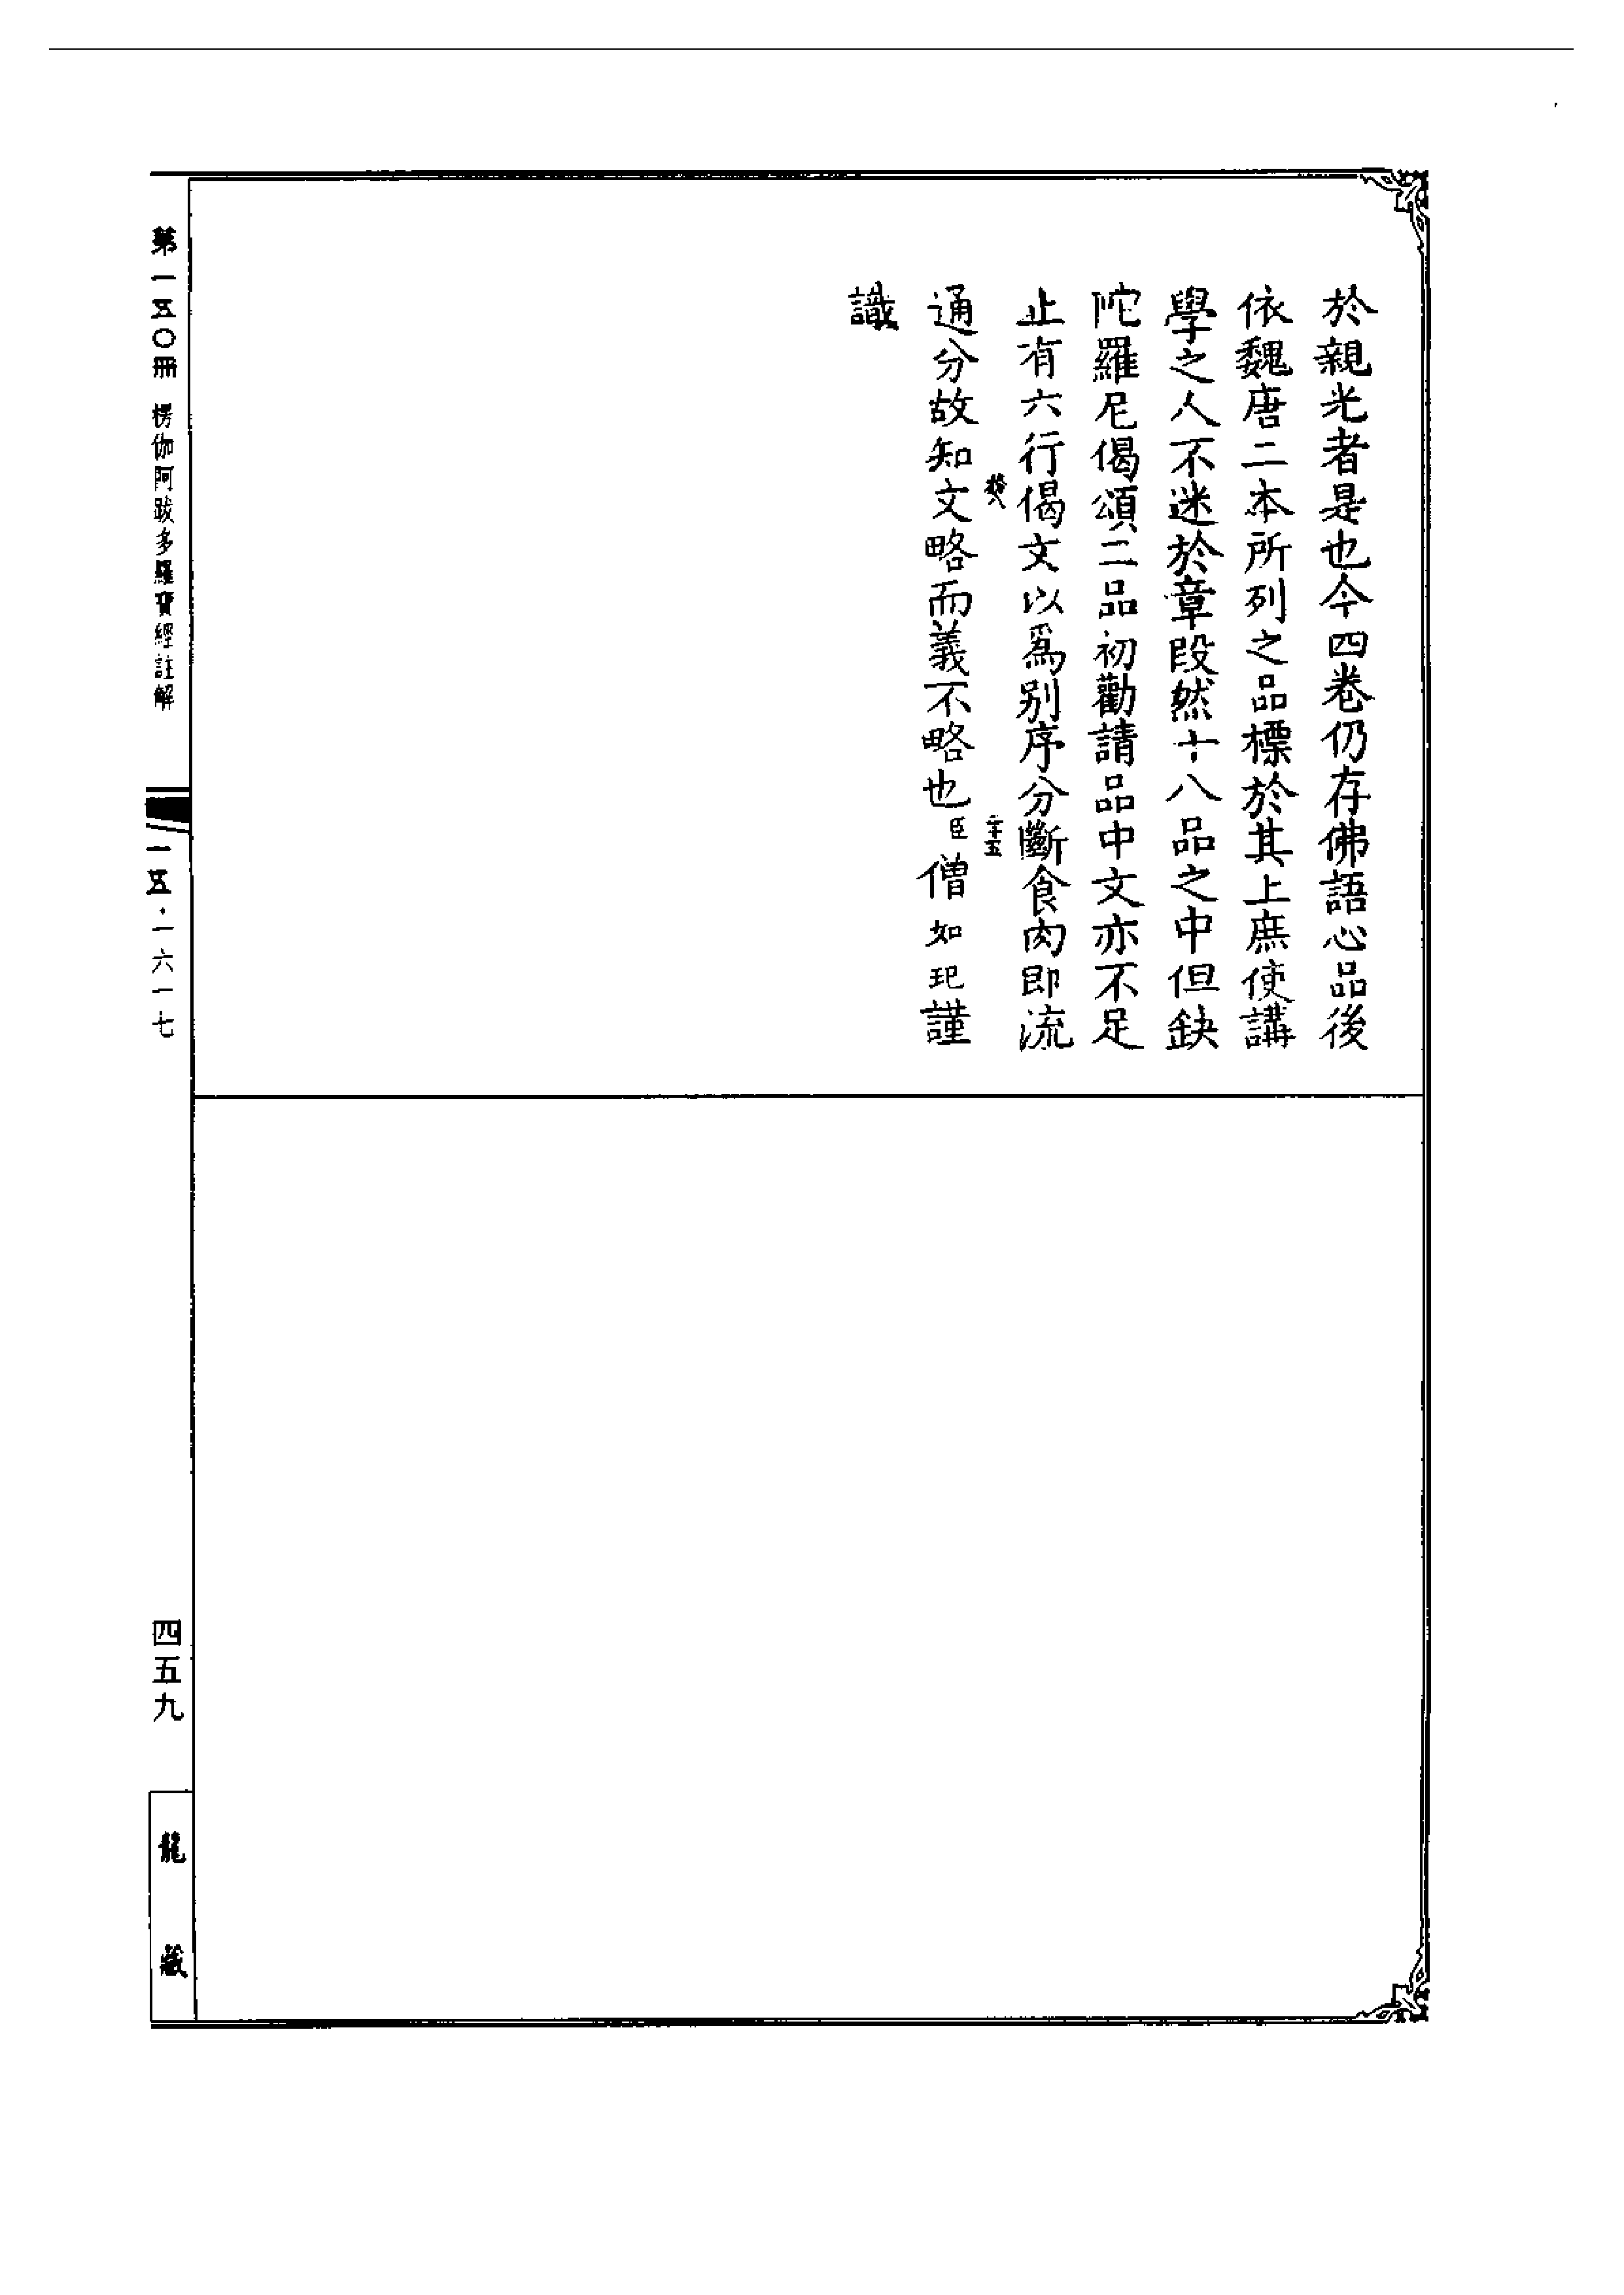 於親光者是也今四卷仍存佛語心品後
依魏唐二本所列之品標於其上庶使講
學之人不迷於章段然十八品之中但缺
陀羅尼偈頌二品初勸請品中文亦不足
止有六行偈文以爲别序分斷食肉即流
二十五
通分故知文略而義不略也臣僧如玘謹
識
第一五〇冊 楞伽阿跋多羅寶經註解
一五·一六一七
四五九
龍藏